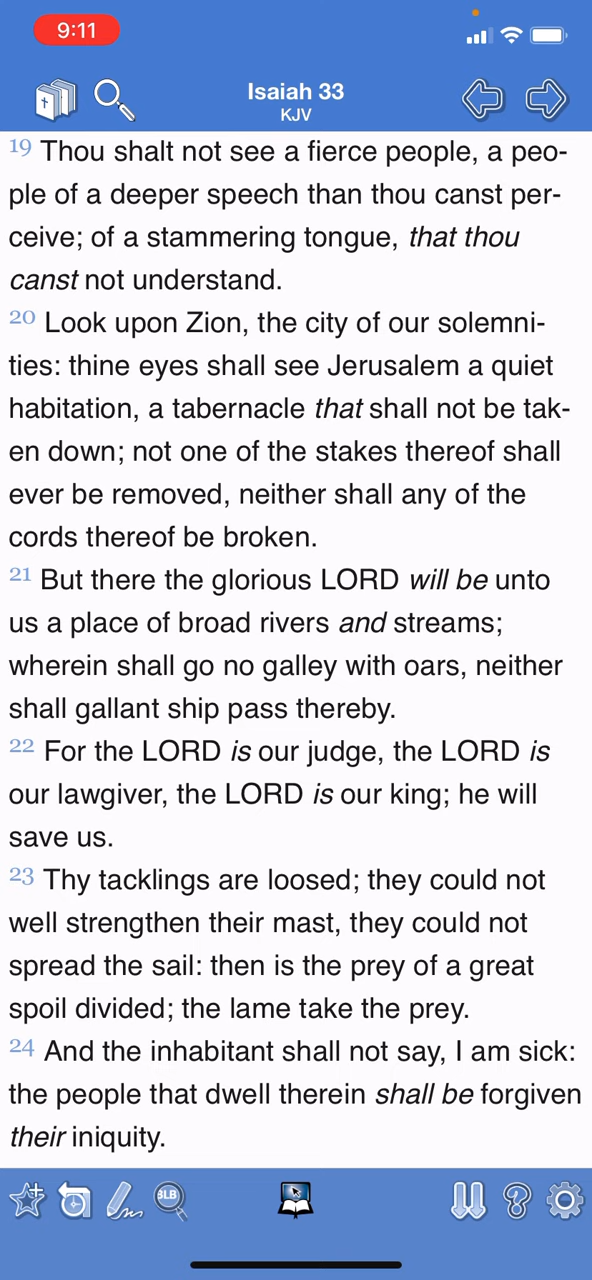 9:11
Isaiah 33
KJV
19 Thou shalt not see a fierce people, a peo-
ple of a deeper speech than thou canst per-
ceive; of a stammering tongue, that thou
canst not understand.
20 Look upon Zion, the city of our solemni-
ties: thine eyes shall see Jerusalem a quiet
habitation, a tabernacle that shall not be tak-
en down; not one of the stakes thereof shall
ever be removed, neither shall any of the
cords thereof be broken.
21 But there the glorious LORD will be unto
us a place of broad rivers and streams;
wherein shall go no galley with oars, neither
shall gallant ship pass thereby.
22 For the LORD is our judge, the LORD is
our lawgiver, the LORD is our king; he will
save us.
23 Thy tacklings are loosed; they could not
well strengthen their mast, they could not
spread the sail: then is the prey of a great
spoil divided; the lame take the prey.
24 And the inhabitant shall not say, I am sick:
the people that dwell therein shall be forgiven
their iniquity.
BLB